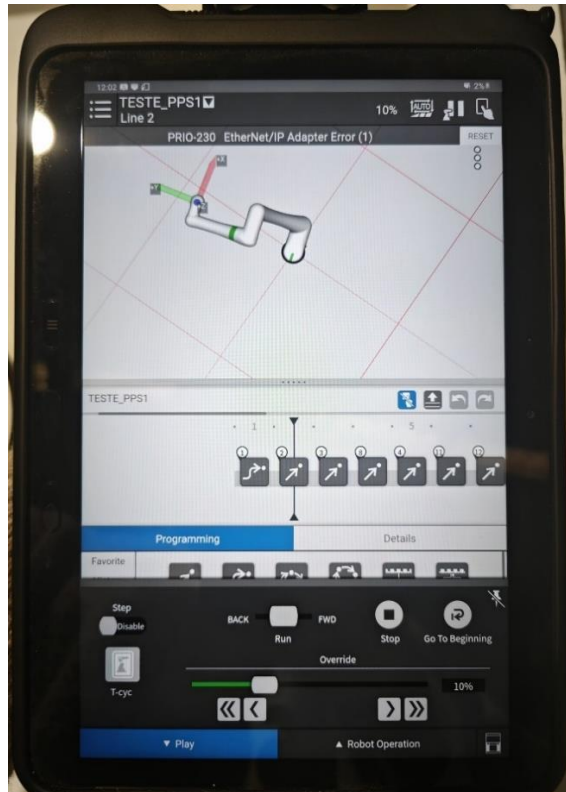 12:02 2%
TESTE_PPS1
Line 2
10% AUTO
PRIO-230 EtherNet/IP Adapter Error (1) RESET
TESTE_PPS1
1 5
1 2 3 8 4 11 12
Programming Details
Favorite
Step
Disable
BACK FWD
Run
Stop Go To Beginning
T-cyc
Override
10%
Play Robot Operation